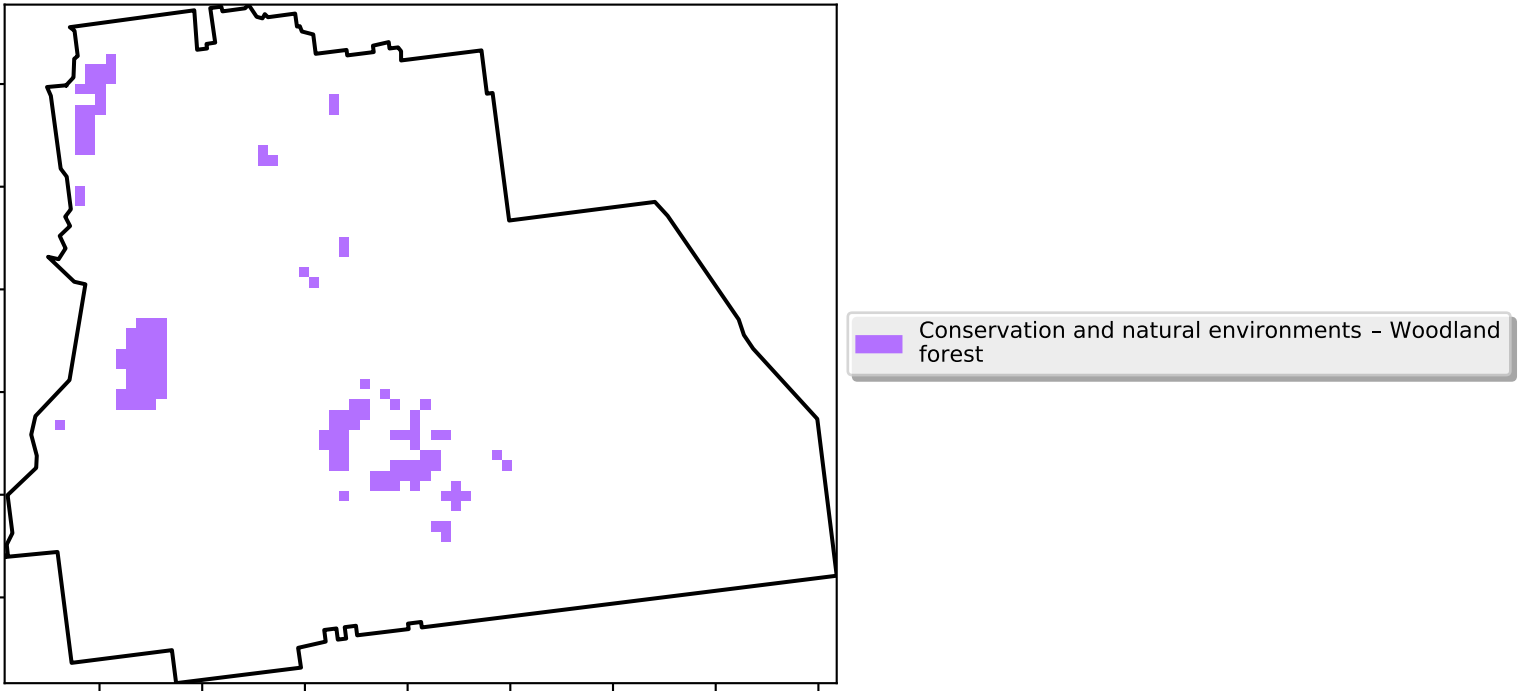 Conservation and natural environments – Woodland
forest